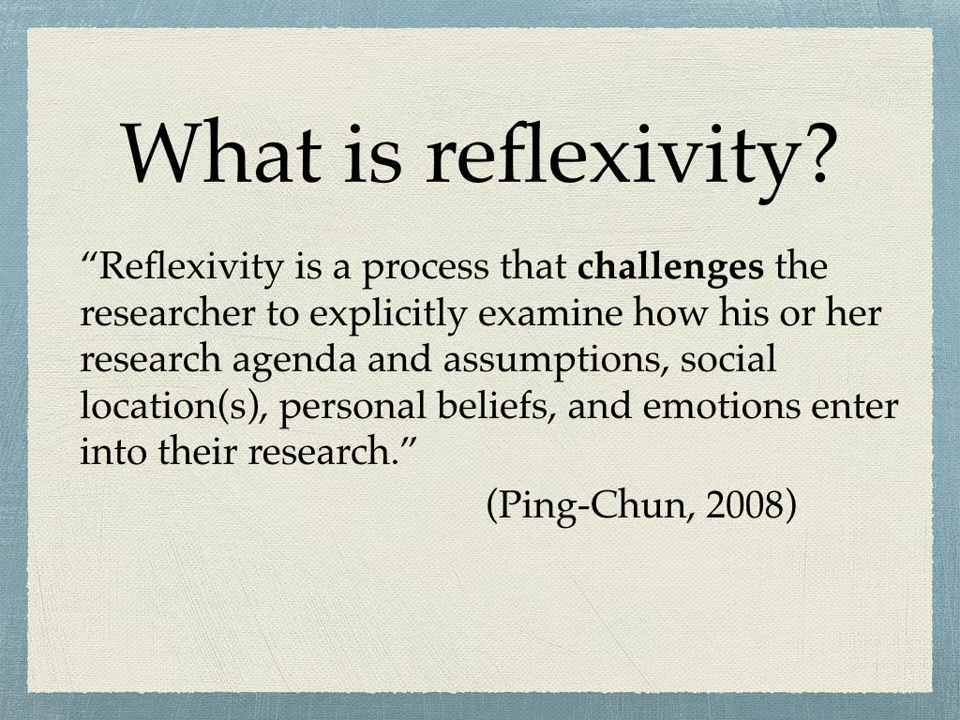 What is reflexivity?
“Reflexivity is a process that challenges the
researcher to explicitly examine how his or her
research agenda and assumptions, social
location(s), personal beliefs, and emotions enter
into their research.”
(Ping-Chun, 2008)